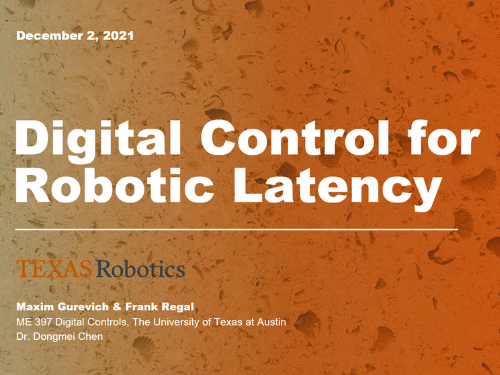 December 2, 2021
Digital Control for
Robotic Latency
TEXAS Robotics
Maxim Gurevich & Frank Regal
ME 397 Digital Controls, The University of Texas at Austin
Dr. Dongmei Chen